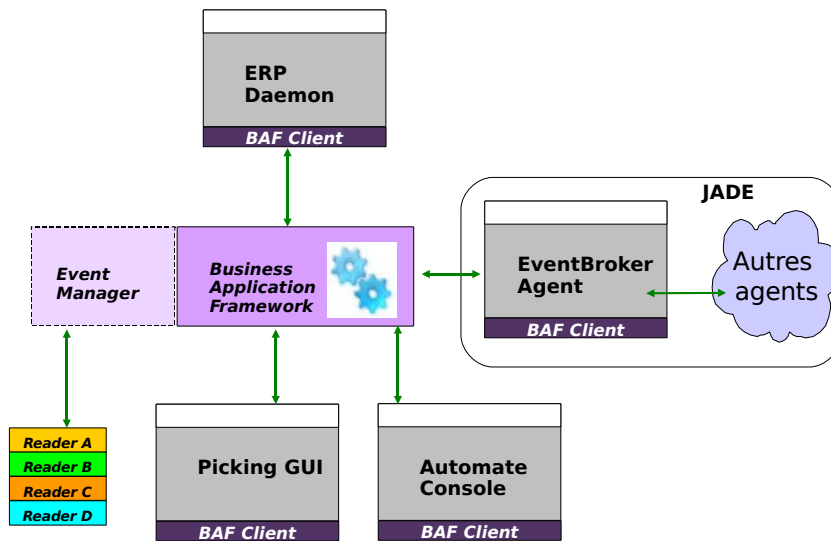 ERP
Daemon
BAF Client
JADE
Event
Manager
Business
Application
Framework
EventBroker
Agent
BAF Client
Autres
agents
Reader A
Reader B
Reader C
Reader D
Picking GUI
BAF Client
Automate
Console
BAF Client